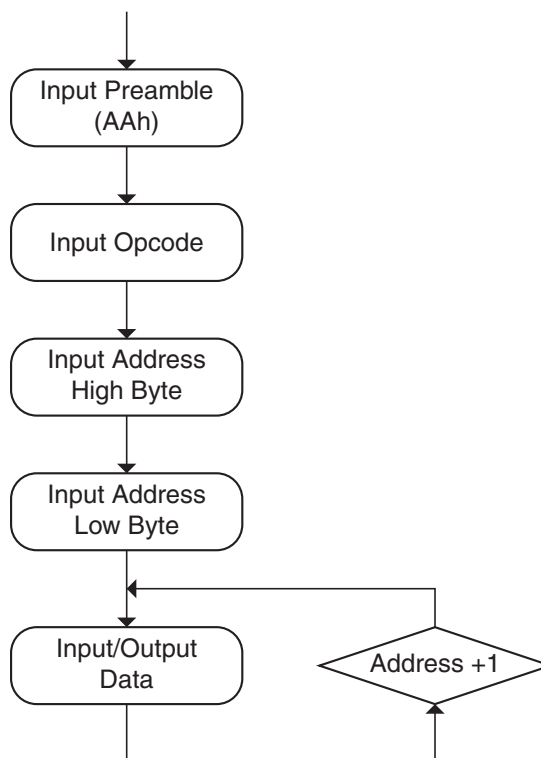 Input Preamble
(AAh)
Input Opcode
Input Address
High Byte
Input Address
Low Byte
Input/Output
Data
Address +1